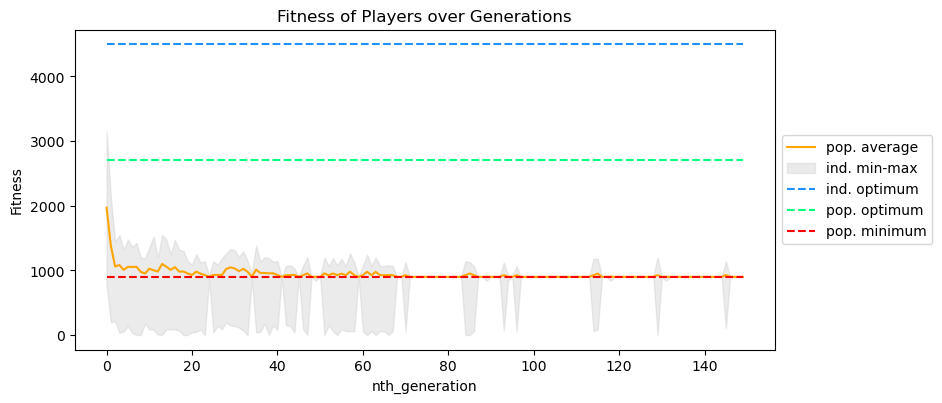 Fitness of Players over Generations
Fitness
4000
3000
2000
1000
0
0 20 40 60 80 100 120 140
nth_generation
pop. average
ind. min-max
ind. optimum
pop. optimum
pop. minimum